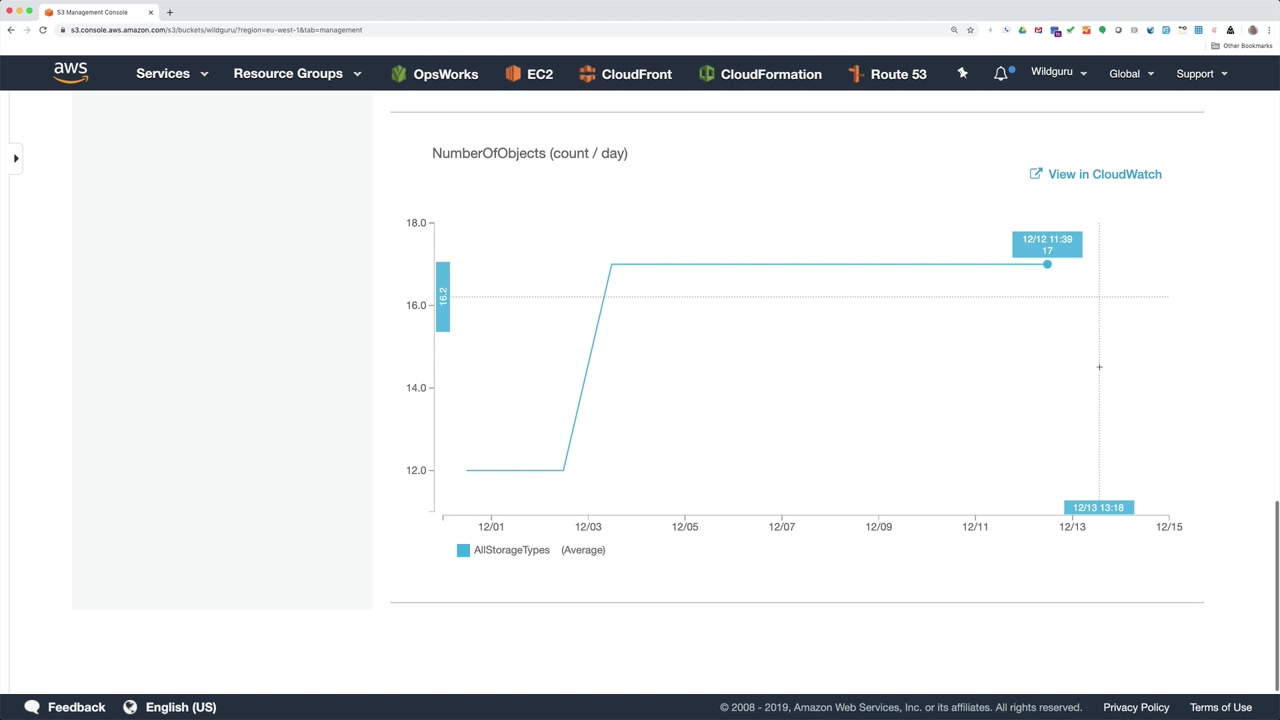 S3 Management Console
s3.console.aws.amazon.com/s3/buckets/wildguru/?region=eu-west-1&tab=management
Other Bookmarks
aws Services Resource Groups OpsWorks EC2 CloudFront CloudFormation Route 53 Wildguru Global Support
NumberOfObjects (count / day)
View in CloudWatch
18.0
12/12 11:39
17
16.2
16.0
14.0
12.0
12/13 13:18
12/01 12/03 12/05 12/07 12/09 12/11 12/13 12/15
AllStorageTypes (Average)
Feedback English (US) © 2008 - 2019, Amazon Web Services, Inc. or its affiliates. All rights reserved. Privacy Policy Terms of Use